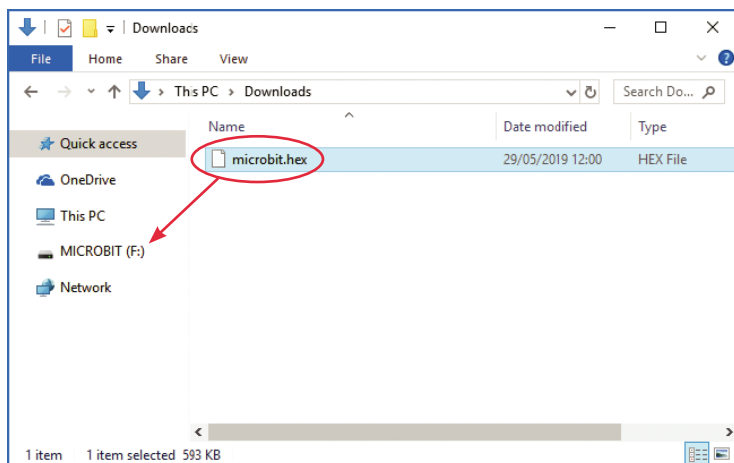 Downloads
File Home Share View
This PC > Downloads
Search Do...
Name Date modified Type
Quick access
microbit.hex 29/05/2019 12:00 HEX File
OneDrive
This PC
MICROBIT (F:)
Network
1 item 1 item selected 593 KB